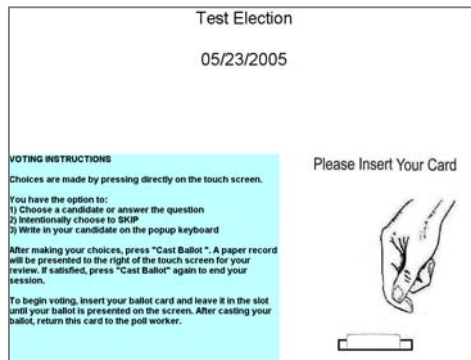 Test Election
05/23/2005
VOTING INSTRUCTIONS
Choices are made by pressing directly on the touch screen.
You have the option to:
1) Choose a candidate or answer the question
2) Intentionally choose to SKIP
3) Write in your candidate on the popup keyboard
After making your choices, press "Cast Ballot ". A paper record
will be presented to the right of the touch screen for your
review. If satisfied, press "Cast Ballot" again to end your
session.
To begin voting, insert your ballot card and leave it in the slot
until your ballot is presented on the screen. After casting your
ballot, return this card to the poll worker.
Please Insert Your Card